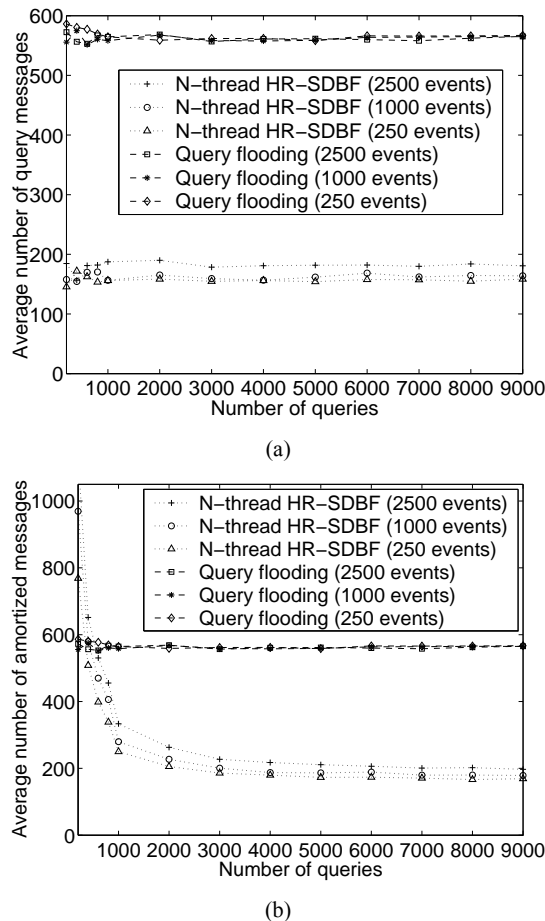 600
500
400
300
200
100
0
Average number of query messages
N−thread HR−SDBF (2500 events)
N−thread HR−SDBF (1000 events)
N−thread HR−SDBF (250 events)
Query flooding (2500 events)
Query flooding (1000 events)
Query flooding (250 events)
1000 2000 3000 4000 5000 6000 7000 8000 9000
Number of queries
(a)
1000
800
600
400
200
0
Average number of amortized messages
N−thread HR−SDBF (2500 events)
N−thread HR−SDBF (1000 events)
N−thread HR−SDBF (250 events)
Query flooding (2500 events)
Query flooding (1000 events)
Query flooding (250 events)
1000 2000 3000 4000 5000 6000 7000 8000 9000
Number of queries
(b)